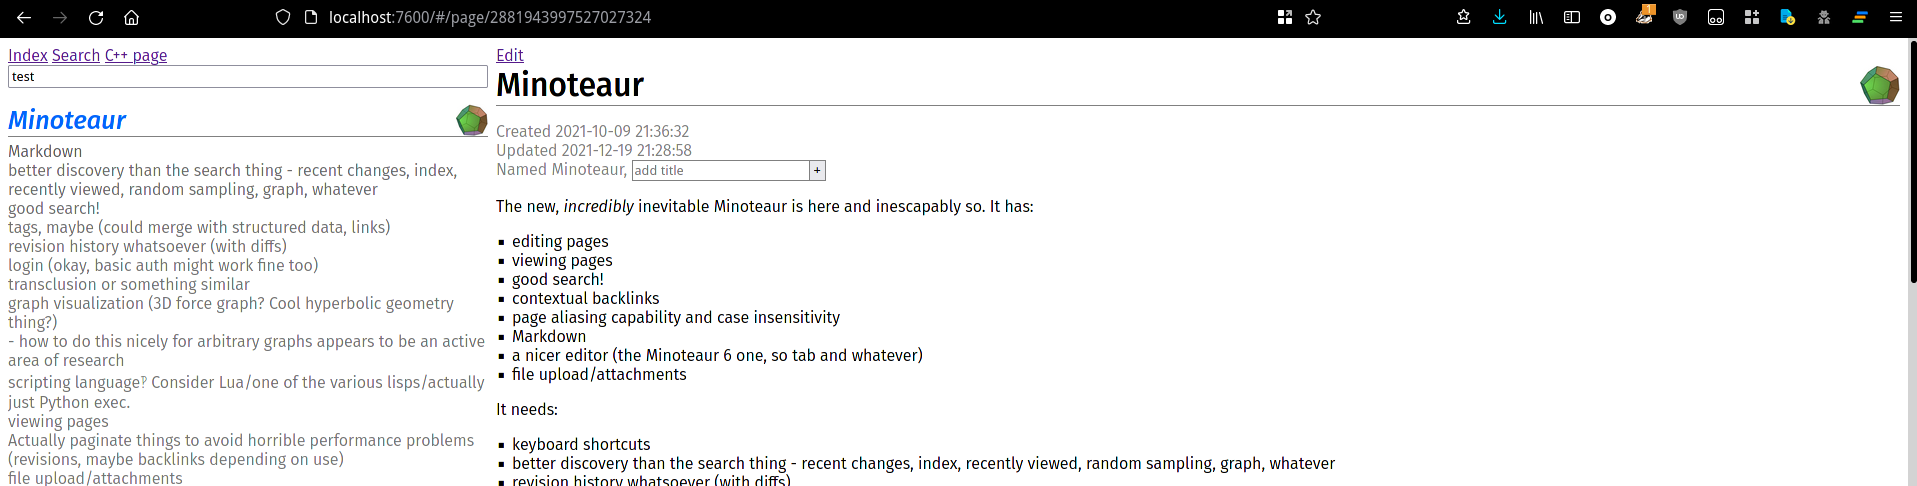 localhost:7600/#/page/2881943997527027324
1
Index Search C++ page
test
Minoteaur
Markdown
better discovery than the search thing - recent changes, index,
recently viewed, random sampling, graph, whatever
good search!
tags, maybe (could merge with structured data, links)
revision history whatsoever (with diffs)
login (okay, basic auth might work fine too)
transclusion or something similar
graph visualization (3D force graph? Cool hyperbolic geometry
thing?)
- how to do this nicely for arbitrary graphs appears to be an active
area of research
scripting language‽ Consider Lua/one of the various lisps/actually
just Python exec.
viewing pages
Actually paginate things to avoid horrible performance problems
(revisions, maybe backlinks depending on use)
file upload/attachments
Edit
Minoteaur
Created 2021-10-09 21:36:32
Updated 2021-12-19 21:28:58
Named Minoteaur, add title +
The new, incredibly inevitable Minoteaur is here and inescapably so. It has:
▪ editing pages
▪ viewing pages
▪ good search!
▪ contextual backlinks
▪ page aliasing capability and case insensitivity
▪ Markdown
▪ a nicer editor (the Minoteaur 6 one, so tab and whatever)
▪ file upload/attachments
It needs:
▪ keyboard shortcuts
▪ better discovery than the search thing - recent changes, index, recently viewed, random sampling, graph, whatever
▪ revision history whatsoever (with diffs)